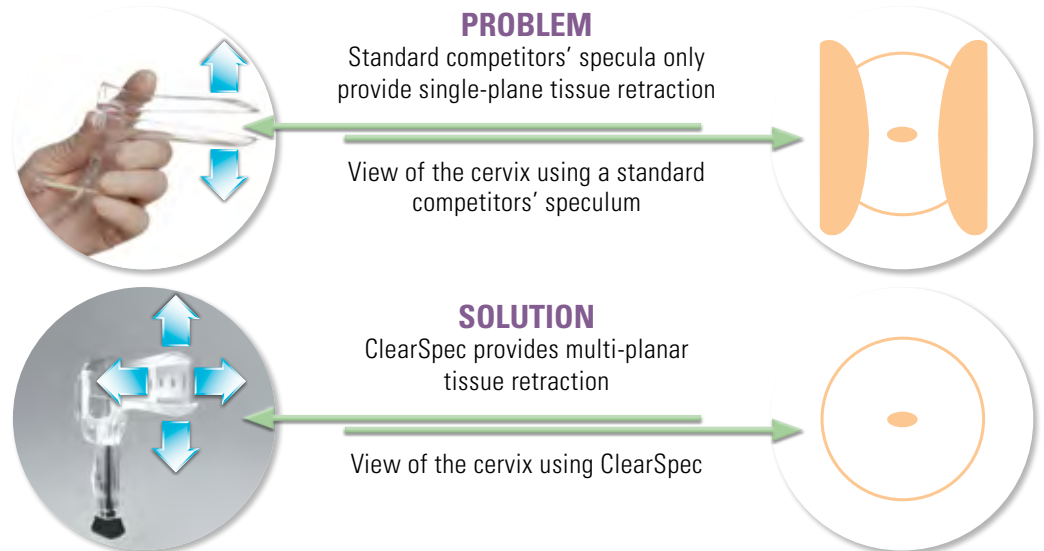 PROBLEM
Standard competitors’ specula only
provide single-plane tissue retraction
View of the cervix using a standard
competitors’ speculum
SOLUTION
ClearSpec provides multi-planar
tissue retraction
View of the cervix using ClearSpec